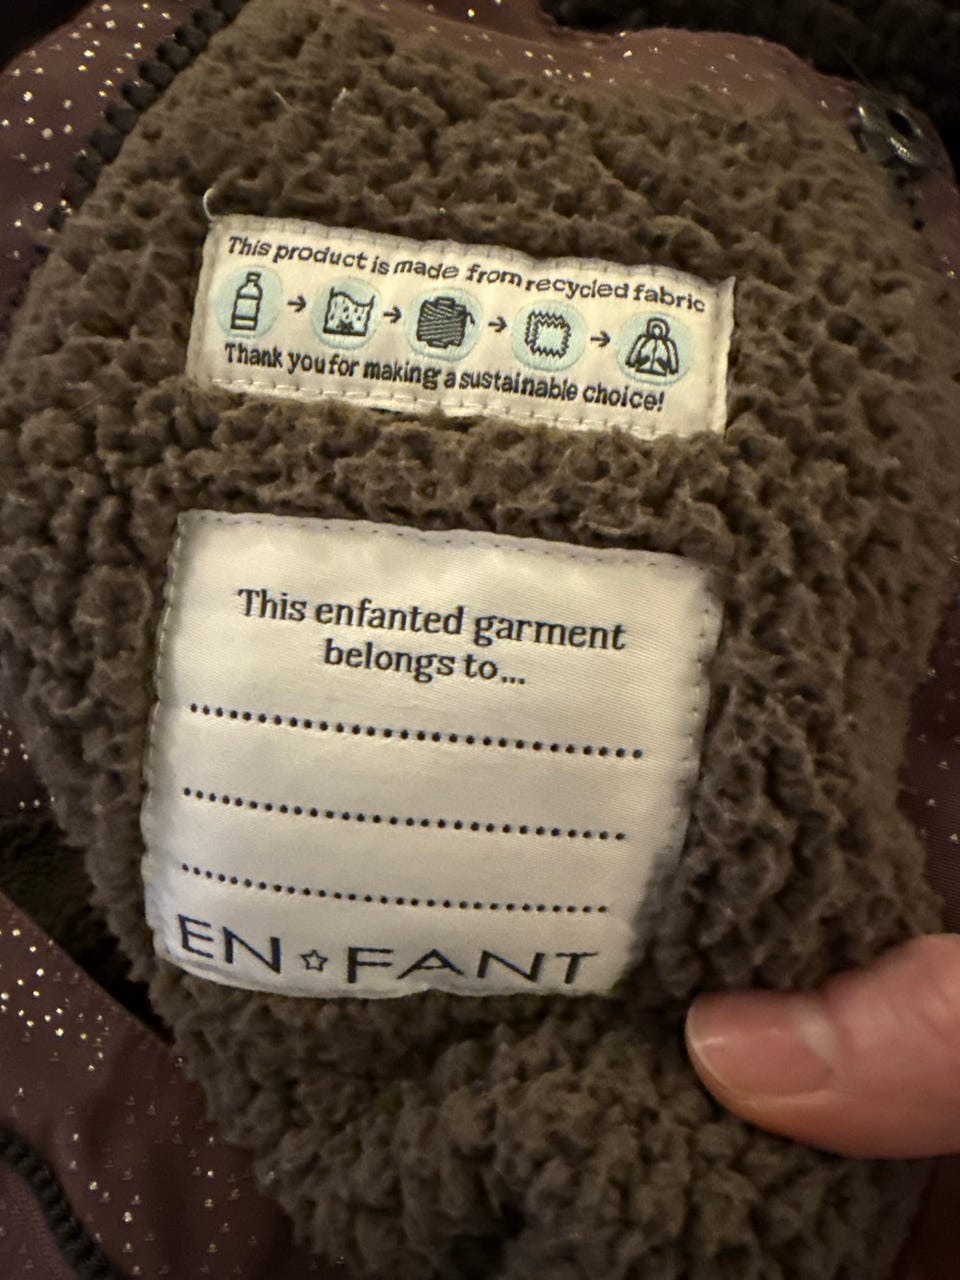 This product is made from recycled fabric
Thank you for making a sustainable choice!
This enfanted garment
belongs to...
EN☆FANT